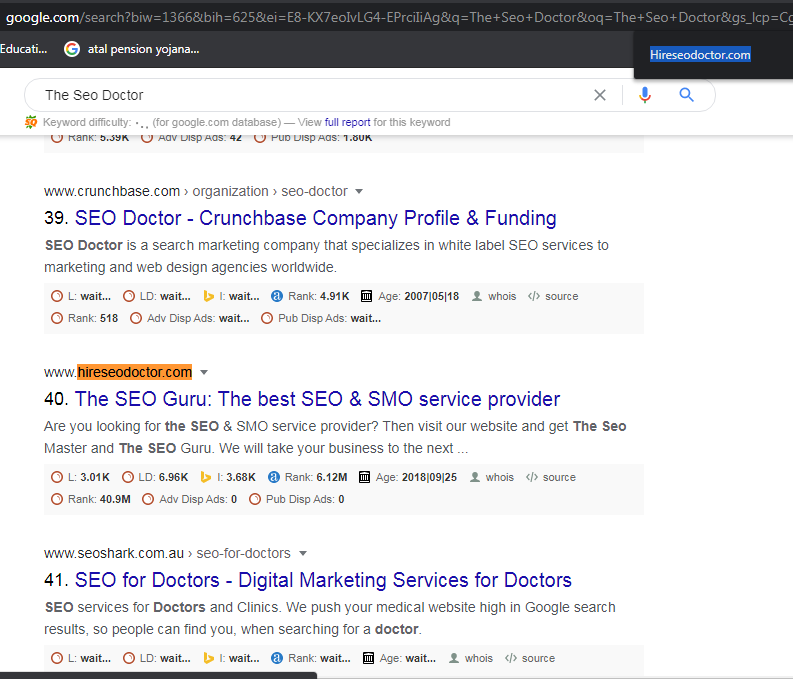 google.com/search?biw=1366&bih=625&ei=E8-KX7eoIvLG4-EPrciIiAg&q=The+Seo+Doctor&oq=The+Seo+Doctor&gs_lcp=Cg
Educati... atal pension yojana...
Hireseodoctor.com
The Seo Doctor
Keyword difficulty: (for google.com database) — View full report for this keyword
Rank: 5.39K Adv Disp Ads: 42 Pub Disp Ads: 1.80K
www.crunchbase.com › organization › seo-doctor
39. SEO Doctor - Crunchbase Company Profile & Funding
SEO Doctor is a search marketing company that specializes in white label SEO services to
marketing and web design agencies worldwide.
L: wait... LD: wait... I: wait... Rank: 4.91K Age: 2007|05|18 whois </> source
Rank: 518 Adv Disp Ads: wait... Pub Disp Ads: wait...
www.hireseodoctor.com
40. The SEO Guru: The best SEO & SMO service provider
Are you looking for the SEO & SMO service provider? Then visit our website and get The Seo
Master and The SEO Guru. We will take your business to the next ...
L: 3.01K LD: 6.96K I: 3.68K Rank: 6.12M Age: 2018|09|25 whois </> source
Rank: 40.9M Adv Disp Ads: 0 Pub Disp Ads: 0
www.seoshark.com.au › seo-for-doctors
41. SEO for Doctors - Digital Marketing Services for Doctors
SEO services for Doctors and Clinics. We push your medical website high in Google search
results, so people can find you, when searching for a doctor.
L: wait... LD: wait... I: wait... Rank: wait... Age: wait... whois </> source